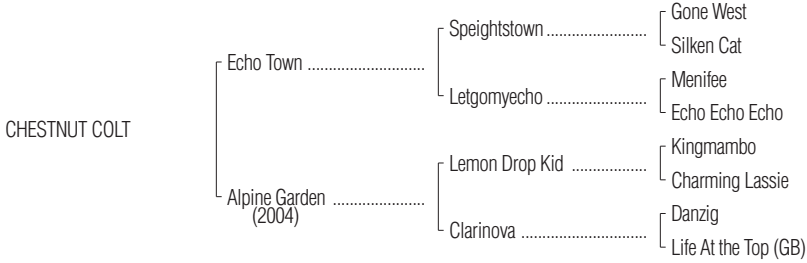 Gone West
Speightstown ........................
Silken Cat
Echo Town ............................
Menifee
Letgomyecho ........................
Echo Echo Echo
CHESTNUT COLT
Kingmambo
Lemon Drop Kid ..................
Charming Lassie
Alpine Garden ......................
(2004)
Danzig
Clarinova ..............................
Life At the Top (GB)